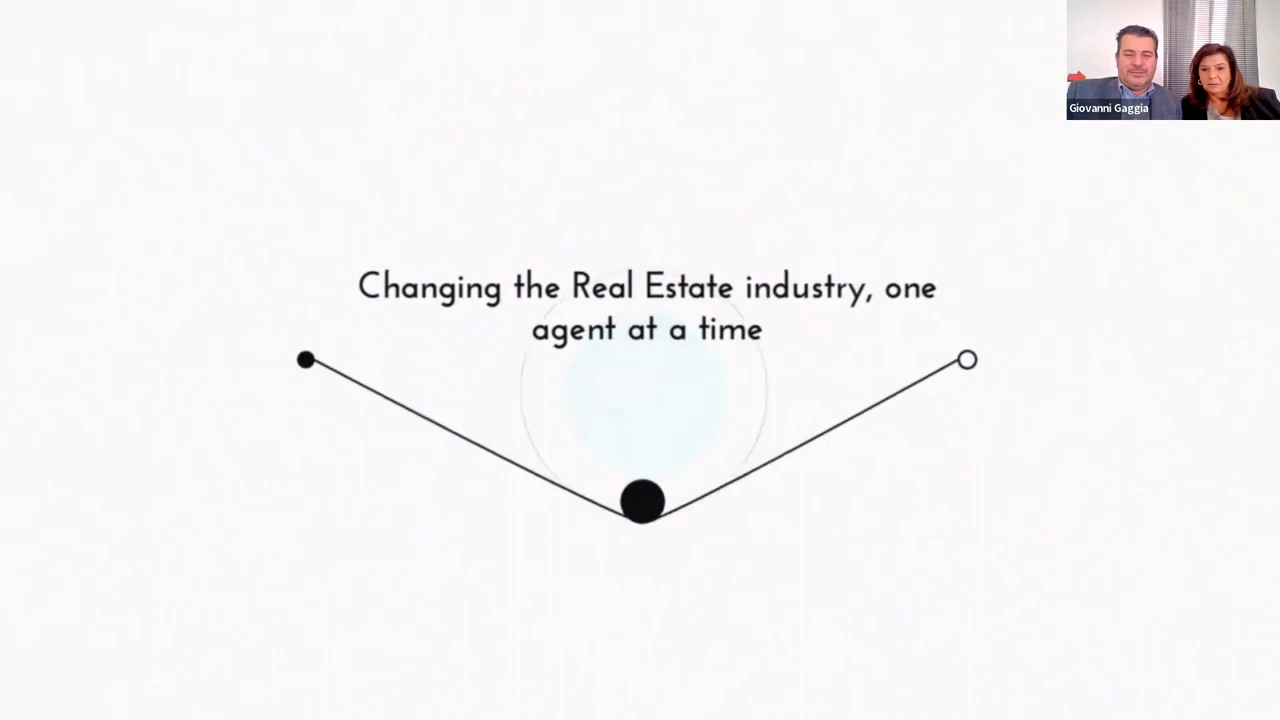 Giovanni Gaggia
Changing the Real Estate industry, one
agent at a time